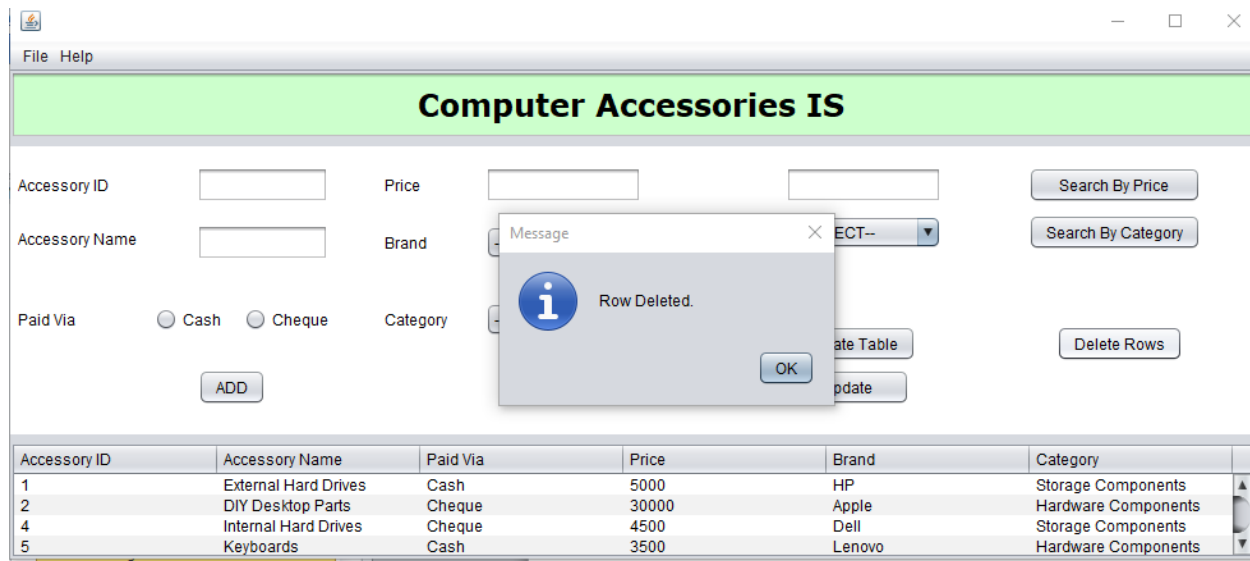 File Help
Computer Accessories IS
Accessory ID Price Search By Price
Accessory Name Brand ECT-- Search By Category
Message
Row Deleted.
OK
Paid Via Cash Cheque Category
ate Table Delete Rows
ADD pdate
Accessory ID Accessory Name Paid Via Price Brand Category
1 External Hard Drives Cash 5000 HP Storage Components
2 DIY Desktop Parts Cheque 30000 Apple Hardware Components
4 Internal Hard Drives Cheque 4500 Dell Storage Components
5 Keyboards Cash 3500 Lenovo Hardware Components